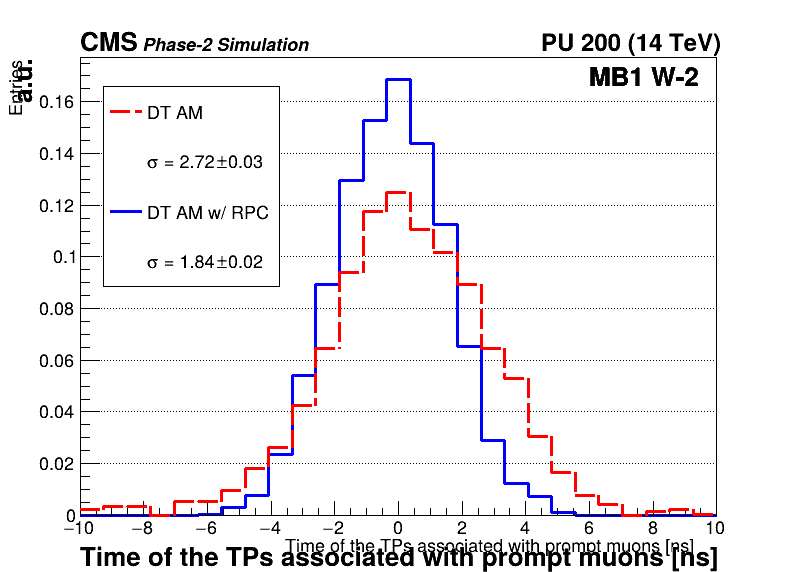 CMS Phase-2 Simulation PU 200 (14 TeV)
MB1 W-2
Entries
a.u.
DT AM
σ = 2.72±0.03
DT AM w/ RPC
σ = 1.84±0.02
0.16
0.14
0.12
0.1
0.08
0.06
0.04
0.02
0
−10 −8 −6 −4 −2 0 2 4 6 8 10
Time of the TPs associated with prompt muons [ns]
Time of the TPs associated with prompt muons [ns]